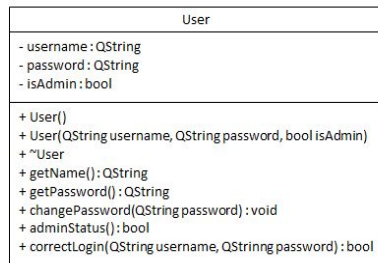 User
- username : QString
- password : QString
- isAdmin : bool
+ User()
+ User(QString username, QString password, bool isAdmin)
+ ~User
+ getName() : QString
+ getPassword() : QString
+ changePassword(QString password) : void
+ adminStatus() : bool
+ correctLogin(QString username, QStrinng password) : bool